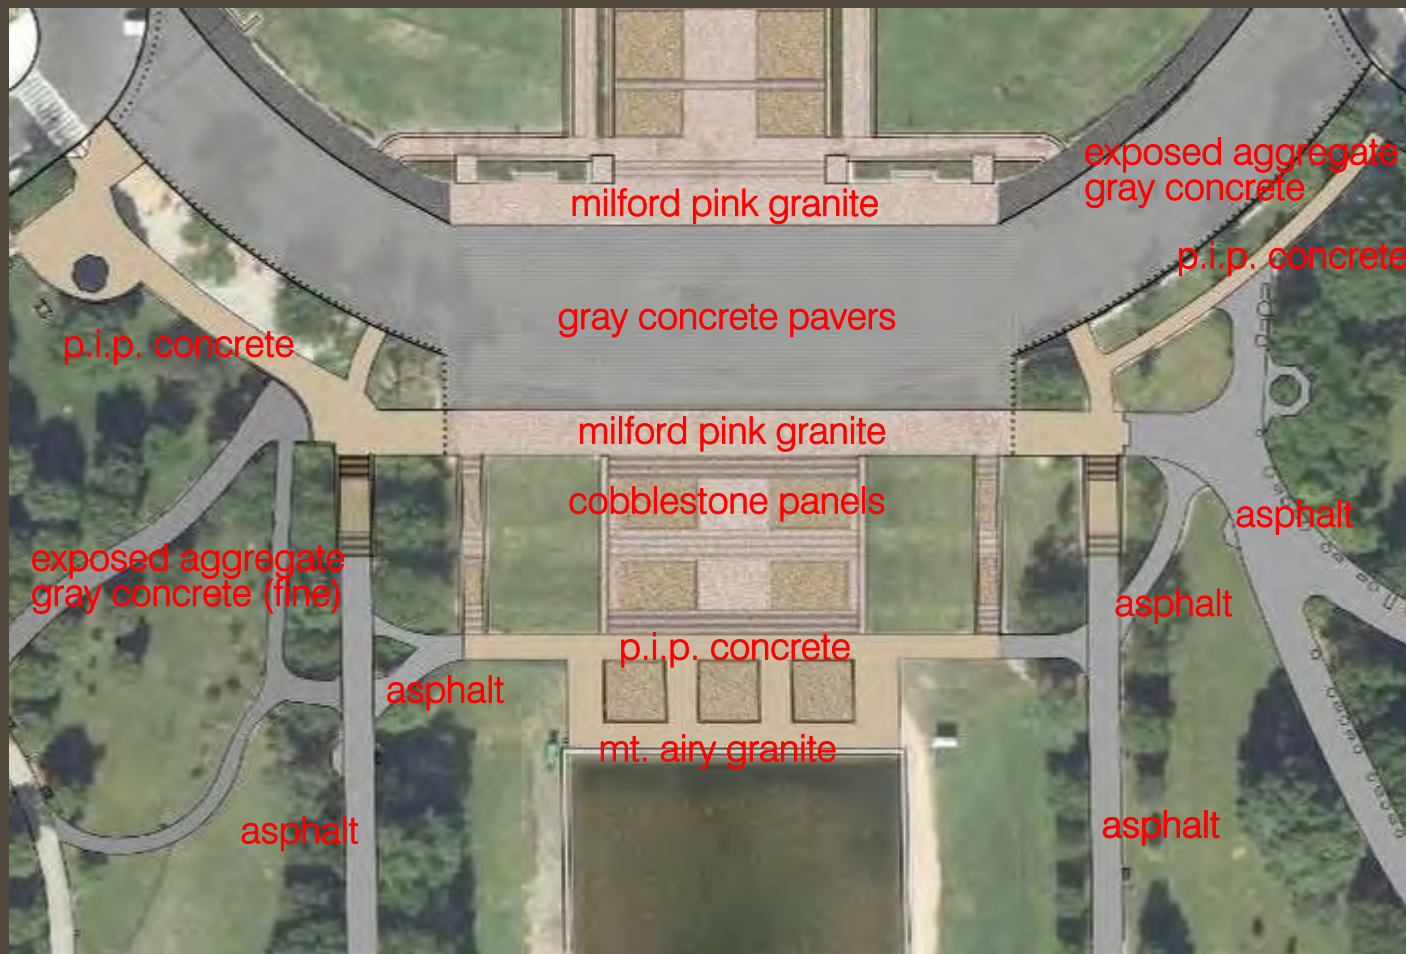 exposed aggregate
gray concrete
milford pink granite
p.i.p. concrete
gray concrete pavers
p.i.p. concrete
milford pink granite
cobblestone panels
asphalt
exposed aggregate
gray concrete (fine)
asphalt
p.i.p. concrete
asphalt
mt. airy granite
asphalt
asphalt